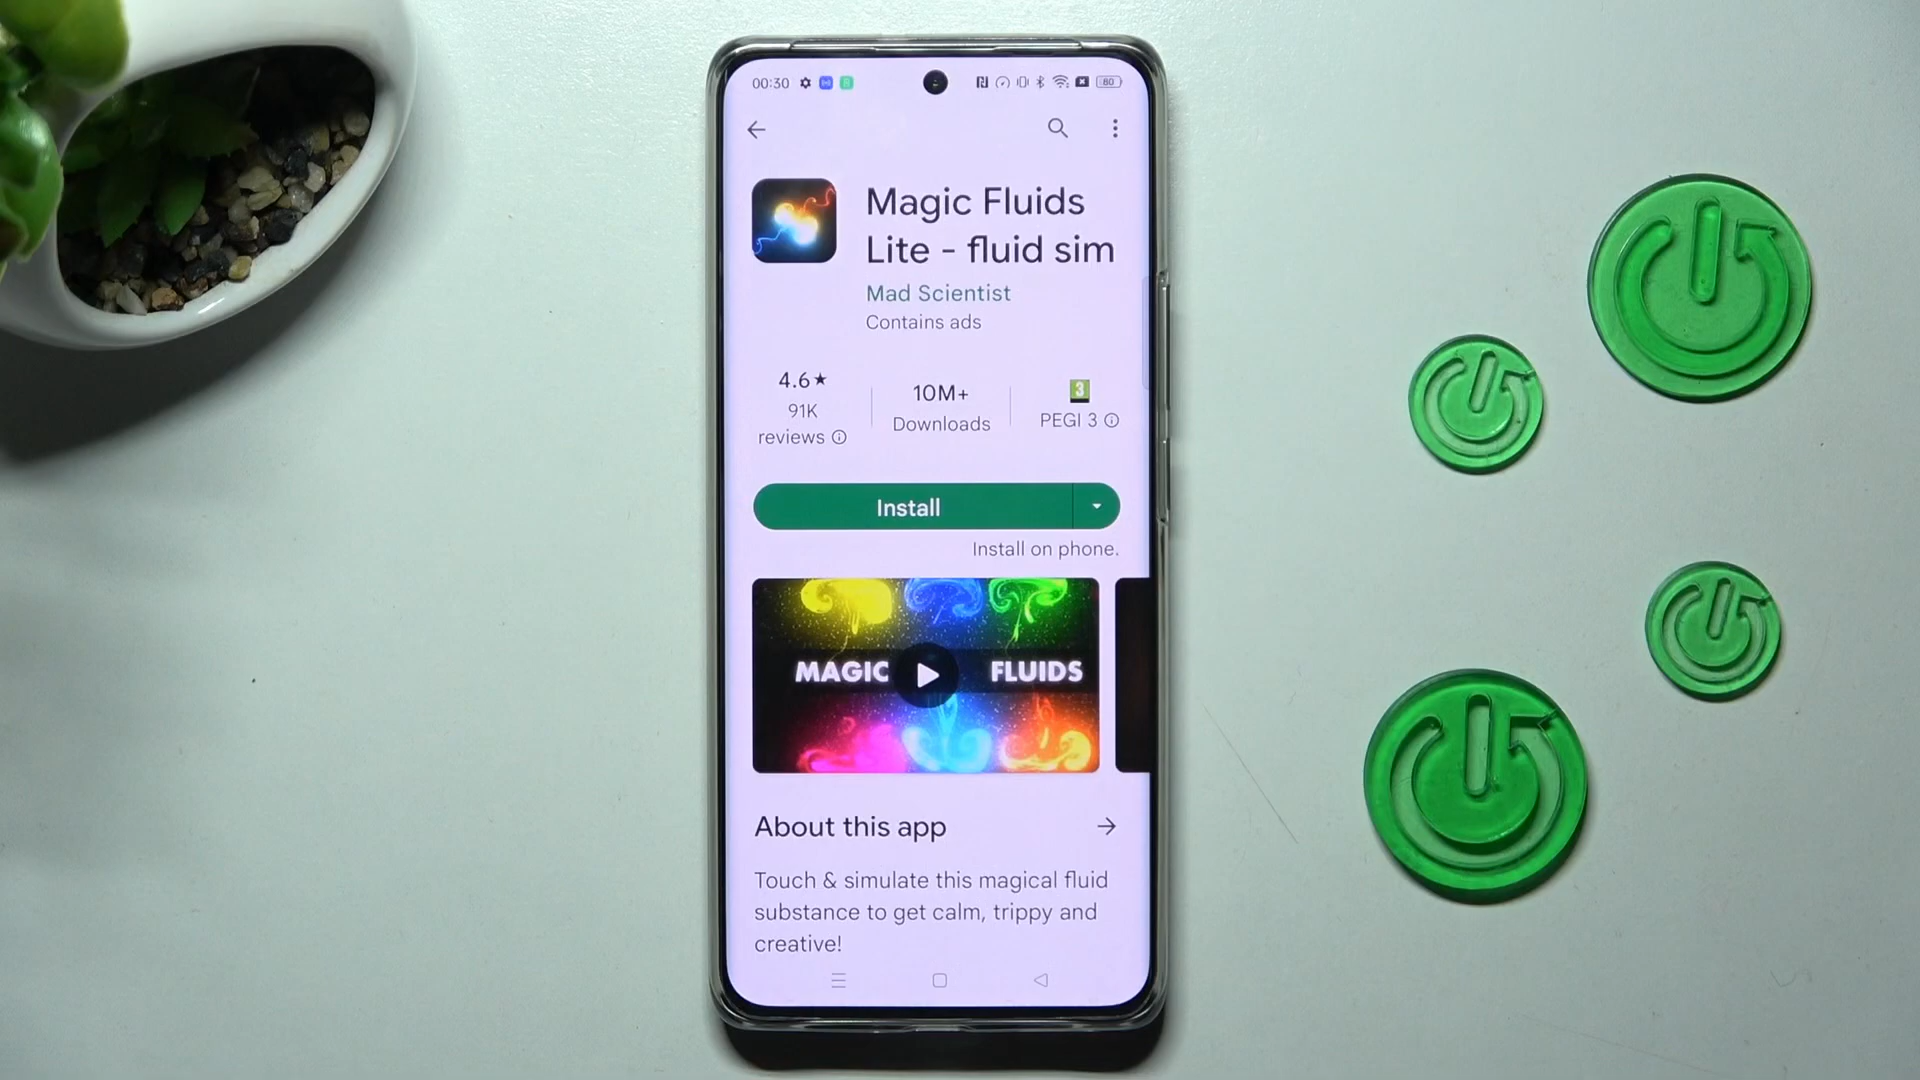 00:30
80
Magic Fluids
Lite - fluid sim
Mad Scientist
Contains ads
4.6★
91K
reviews
10M+
Downloads
3
PEGI 3
Install
Install on phone.
MAGIC FLUIDS
About this app
Touch & simulate this magical fluid
substance to get calm, trippy and
creative!